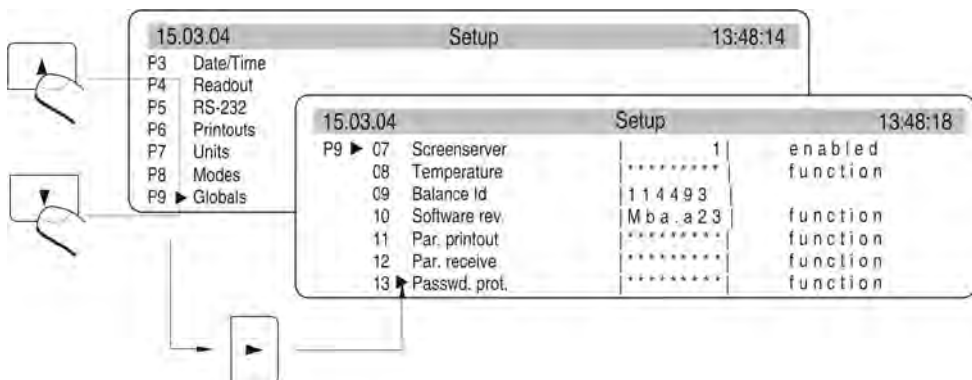 15.03.04 Setup 13:48:14
P3 Date/Time
P4 Readout
P5 RS-232
P6 Printouts
P7 Units
P8 Modes
P9 ► Globals
15.03.04 Setup 13:48:18
P9 ► 07 Screenserver | 1 | enabled
08 Temperature | * * * * * * * * * | function
09 Balance Id | 114493 |
10 Software rev. | Mba.a23 | function
11 Par. printout | * * * * * * * * * | function
12 Par. receive | * * * * * * * * * | function
13 ► Passwd. prot. | * * * * * * * * * | function